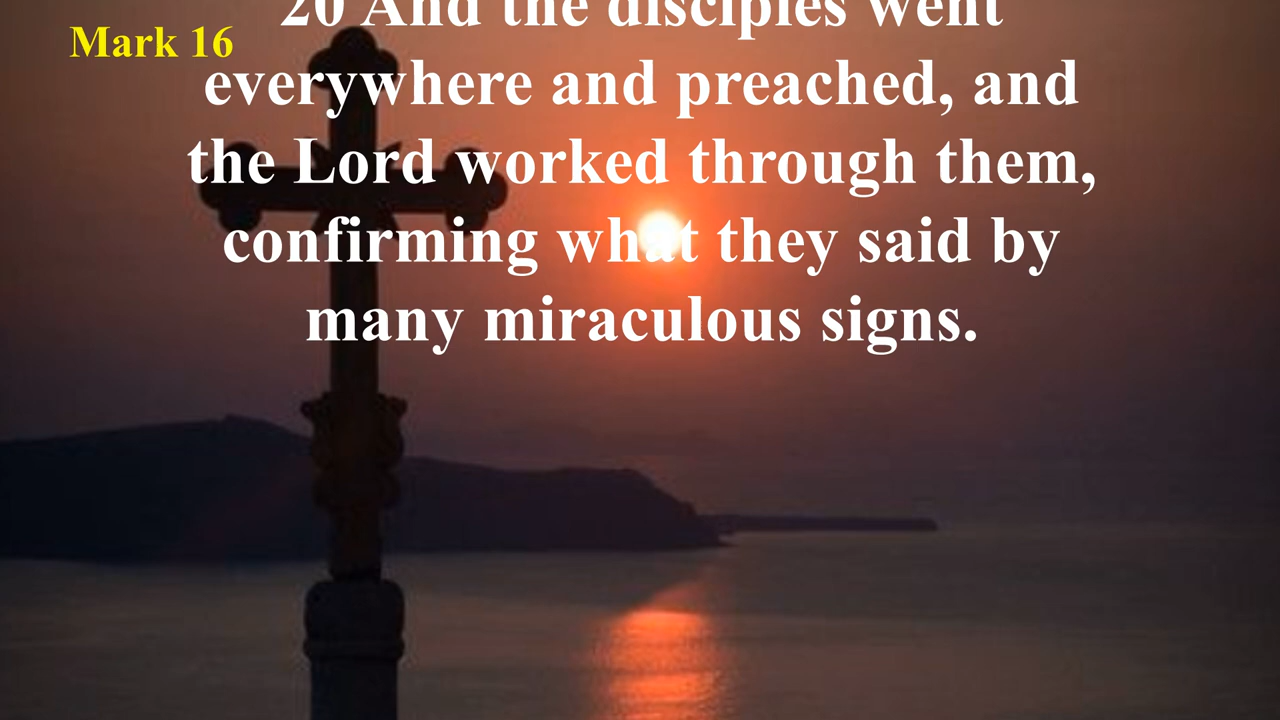 Mark 16
20 And the disciples went
everywhere and preached, and
the Lord worked through them,
confirming what they said by
many miraculous signs.